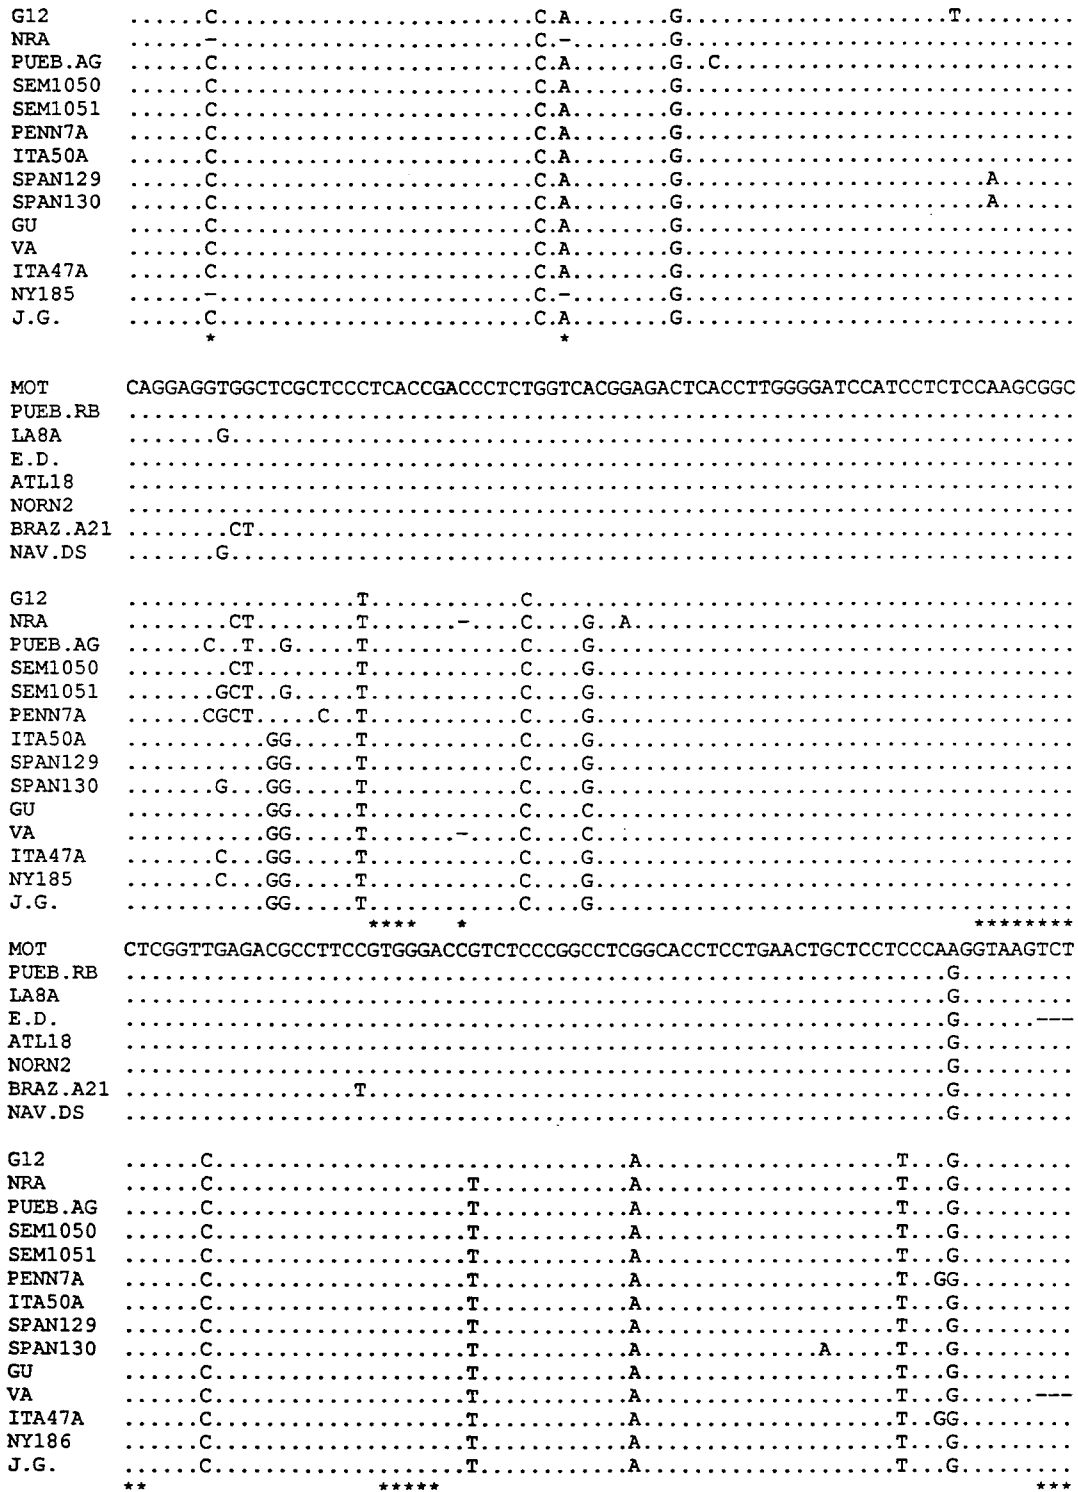 G12 ......C.........................C.A........G.....................T.........
NRA ......-.........................C.-........G...............................
PUEB.AG ......C.........................C.A........G..C............................
SEM1050 ......C.........................C.A........G...............................
SEM1051 ......C.........................C.A........G...............................
PENN7A ......C.........................C.A........G...............................
ITA50A ......C.........................C.A........G...............................
SPAN129 ......C.........................C.A........G........................A......
SPAN130 ......C.........................C.A........G........................A......
GU ......C.........................C.A........G...............................
VA ......C.........................C.A........G...............................
ITA47A ......C.........................C.A........G...............................
NY185 ......-.........................C.-........G...............................
J.G. ......C.........................C.A........G...............................
* *
MOT CAGGAGGTGGCTCGCTCCCTCACCGACCCTCTGGTCACGGAGACTCACCTTGGGGATCCATCCTCTCCAAGCGGC
PUEB.RB ...........................................................................
LA8A .......G...................................................................
E.D. ...........................................................................
ATL18 ...........................................................................
NORN2 ...........................................................................
BRAZ.A21 ........CT.................................................................
NAV.DS .......G...................................................................
G12 ..................T............C...........................................
NRA ........CT........T.......-....C....G..A...................................
PUEB.AG ......C..T..G.....T............C....G......................................
SEM1050 ........CT........T............C....G......................................
SEM1051 .......GCT..G.....T............C....G......................................
PENN7A ......CGCT.....C..T............C....G......................................
ITA50A ...........GG.....T............C....G......................................
SPAN129 ...........GG.....T............C....G......................................
SPAN130 .......G...GG.....T............C....G......................................
GU ...........GG.....T............C....C......................................
VA ...........GG.....T.......-....C....C......................................
ITA47A .......C...GG.....T............C....G......................................
NY185 .......C...GG.....T............C....G......................................
J.G. ...........GG.....T............C....G......................................
**** * ********
MOT CTCGGTTGAGACGCCTTCCGTGGGACCGTCTCCCGGCCTCGGCACCTCCTGAACTGCTCCTCCCAAGGTAAGTCT
PUEB.RB .................................................................G.........
LA8A .................................................................G.........
E.D. .................................................................G......---
ATL18 .................................................................G.........
NORN2 .................................................................G.........
BRAZ.A21 ..................T..............................................G.........
NAV.DS .................................................................G.........
G12 ......C.................................A....................T...G.........
NRA ......C....................T............A....................T...G.........
PUEB.AG ......C....................T............A....................T...G.........
SEM1050 ......C....................T............A....................T...G.........
SEM1051 ......C....................T............A....................T...G.........
PENN7A ......C....................T............A....................T..GG.........
ITA50A ......C....................T............A....................T...G.........
SPAN129 ......C....................T............A....................T...G.........
SPAN130 ......C....................T............A..............A.....T...G.........
GU ......C....................T............A....................T...G.........
VA ......C....................T............A....................T...G......---
ITA47A ......C....................T............A....................T..GG.........
NY186 ......C....................T............A....................T...G.........
J.G. ......C....................T............A....................T...G.........
** ***** ***